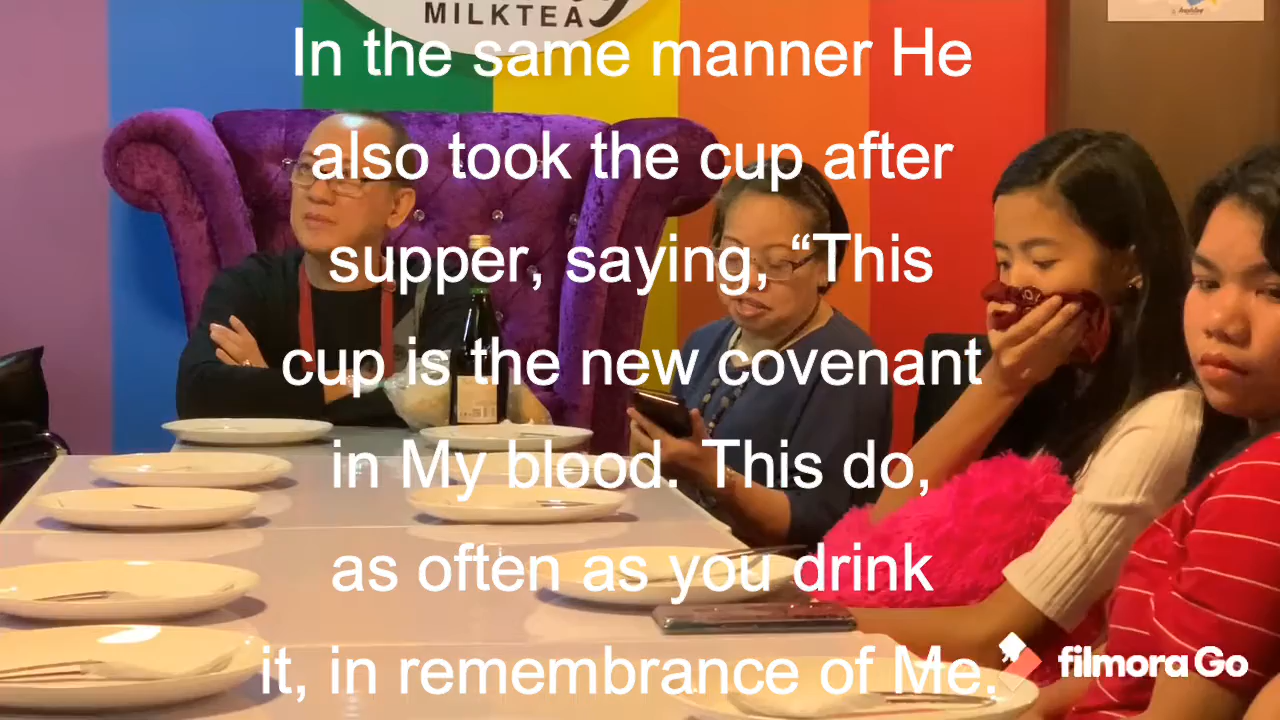 MILKTEA
In the same manner He
also took the cup after
supper, saying, “This
cup is the new covenant
in My blood. This do,
as often as you drink
it, in remembrance of Me.
filmora Go